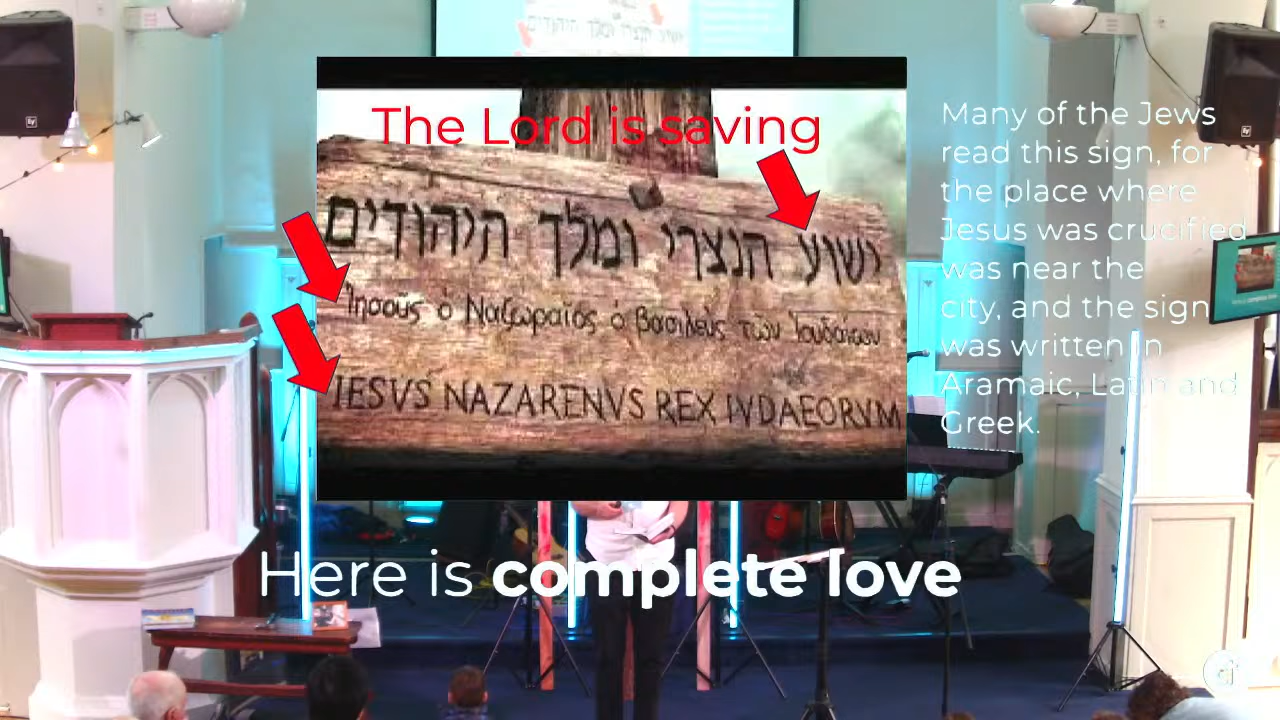 The Lord is saving
ישוע הנצרי ומלך היהודים
Ἰησοῦς ὁ Ναζωραῖος ὁ βασιλεὺς τῶν Ἰουδαίων
IESVS NAZARENVS REX IVDAEORVM
Many of the Jews
read this sign, for
the place where
Jesus was crucified
was near the
city, and the sign
was written in
Aramaic, Latin and
Greek.
Here is complete love